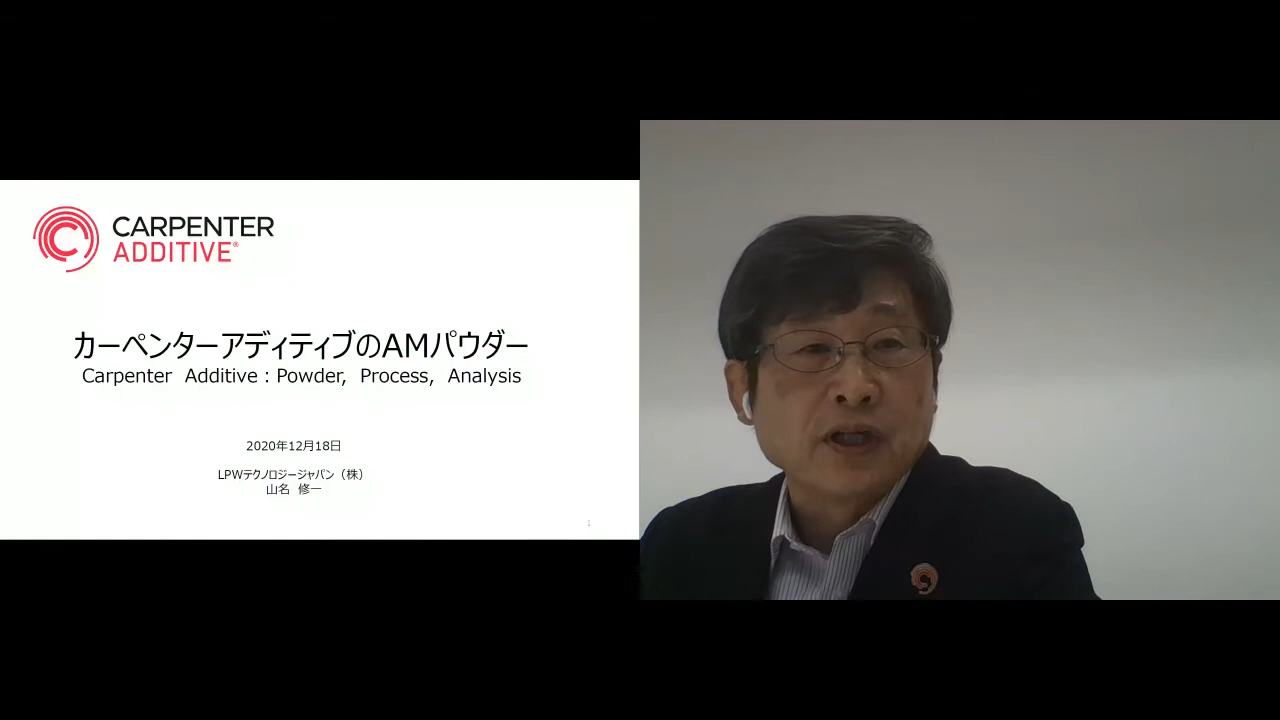 CARPENTER
ADDITIVE®
カーペンターアディティブのAMパウダー
Carpenter Additive : Powder, Process, Analysis
2020年12月18日
LPWテクノロジージャパン（株）
山名 修一
1